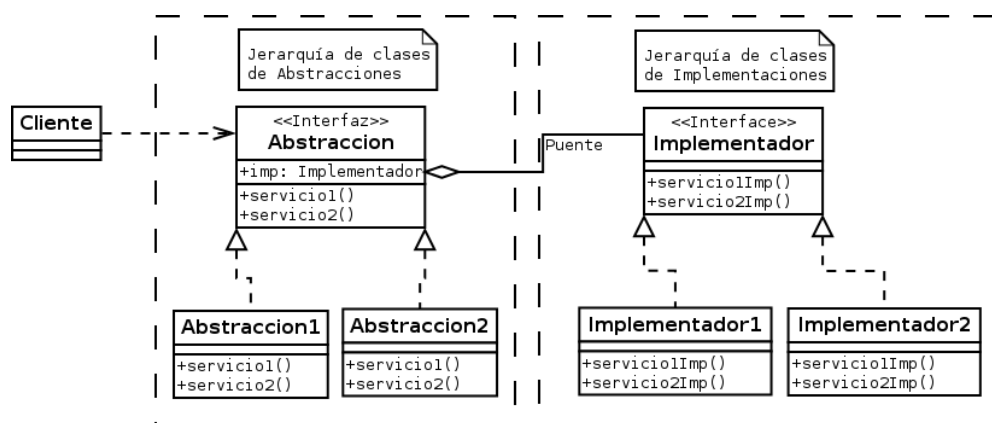 Jerarquía de clases
de Abstracciones
Jerarquía de clases
de Implementaciones
Cliente
<<Interfaz>>
Abstraccion
+imp: Implementador
+servicio1()
+servicio2()
Puente
<<Interface>>
Implementador
+servicio1Imp()
+servicio2Imp()
Abstraccion1
+servicio1()
+servicio2()
Abstraccion2
+servicio1()
+servicio2()
Implementador1
+servicio1Imp()
+servicio2Imp()
Implementador2
+servicio1Imp()
+servicio2Imp()